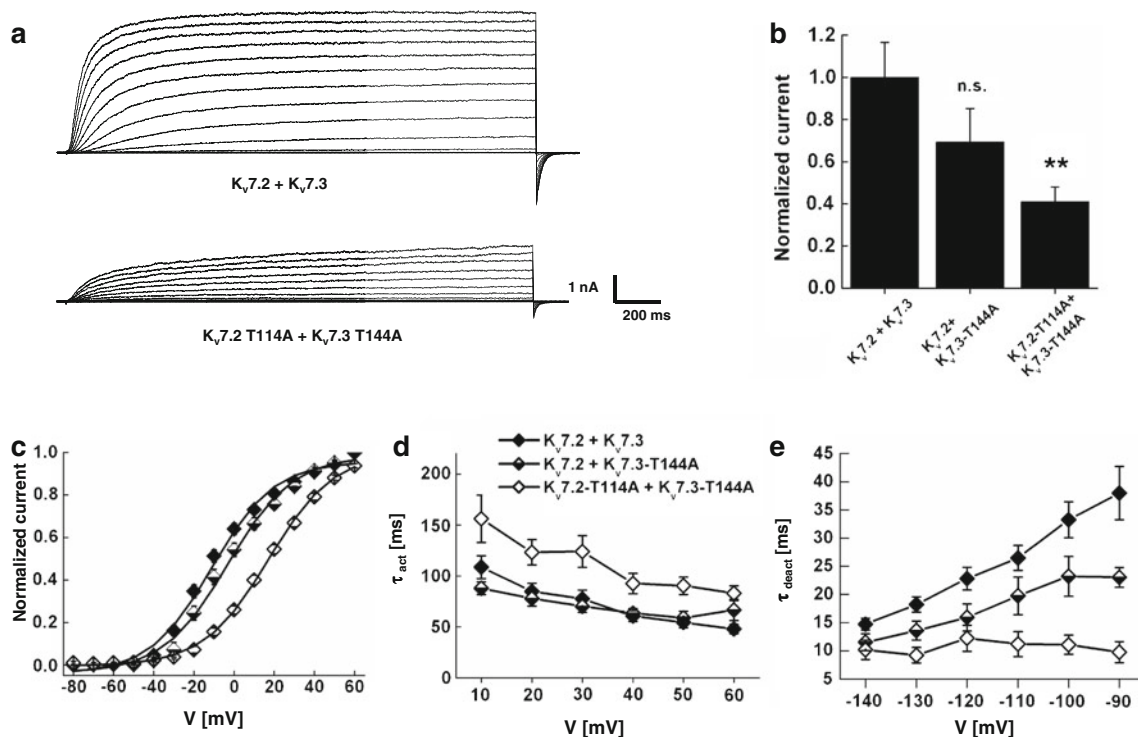 a
Kv7.2 + Kv7.3
1 nA
200 ms
Kv7.2 T114A + Kv7.3 T144A
b
Normalized current
1.2
1.0
0.8
0.6
0.4
0.2
0.0
n.s.
**
Kv7.2 + Kv7.3
Kv7.2+
Kv7.3-T144A
Kv7.2-T114A+
Kv7.3-T144A
c
Normalized current
1.0
0.8
0.6
0.4
0.2
0.0
-80 -60 -40 -20 0 20 40 60
V [mV]
d
Kv7.2 + Kv7.3
Kv7.2 + Kv7.3-T144A
Kv7.2-T114A + Kv7.3-T144A
τ act [ms]
200
150
100
50
0
10 20 30 40 50 60
V [mV]
e
τ deact [ms]
45
40
35
30
25
20
15
10
5
-140 -130 -120 -110 -100 -90
V [mV]